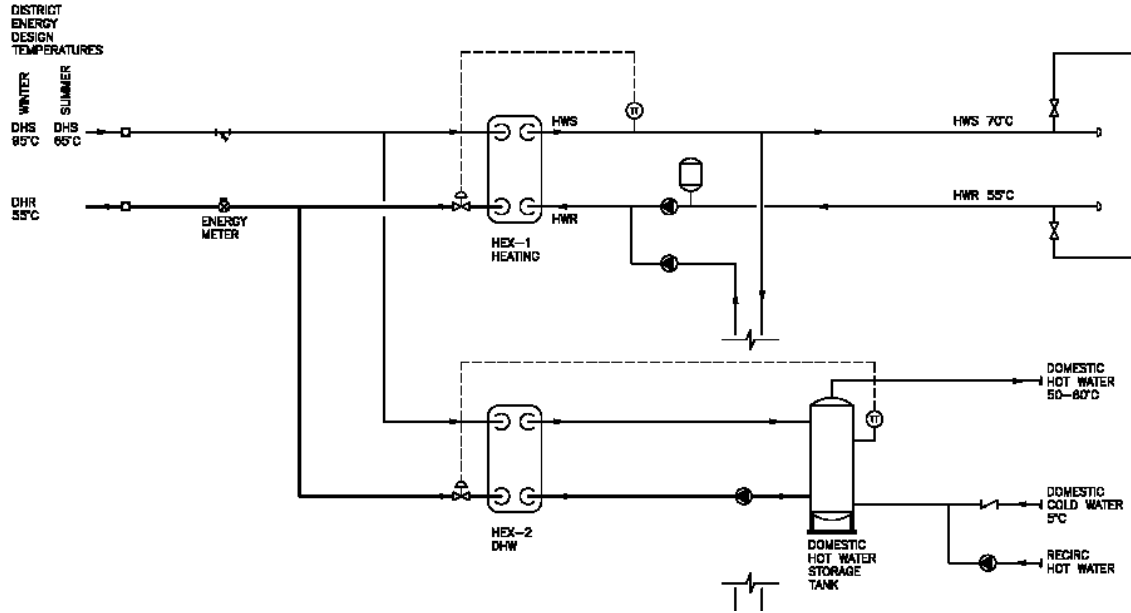 DISTRICT
ENERGY
DESIGN
TEMPERATURES
WINTER
SUMMER
DHS
95°C
DHS
65°C
DHR
55°C
ENERGY
METER
HEX-1
HEATING
HWS
HWR
TT
HWS 70°C
HWR 55°C
HEX-2
DHW
TT
DOMESTIC
HOT WATER
STORAGE
TANK
DOMESTIC
HOT WATER
50-60°C
DOMESTIC
COLD WATER
5°C
RECIRC
HOT WATER